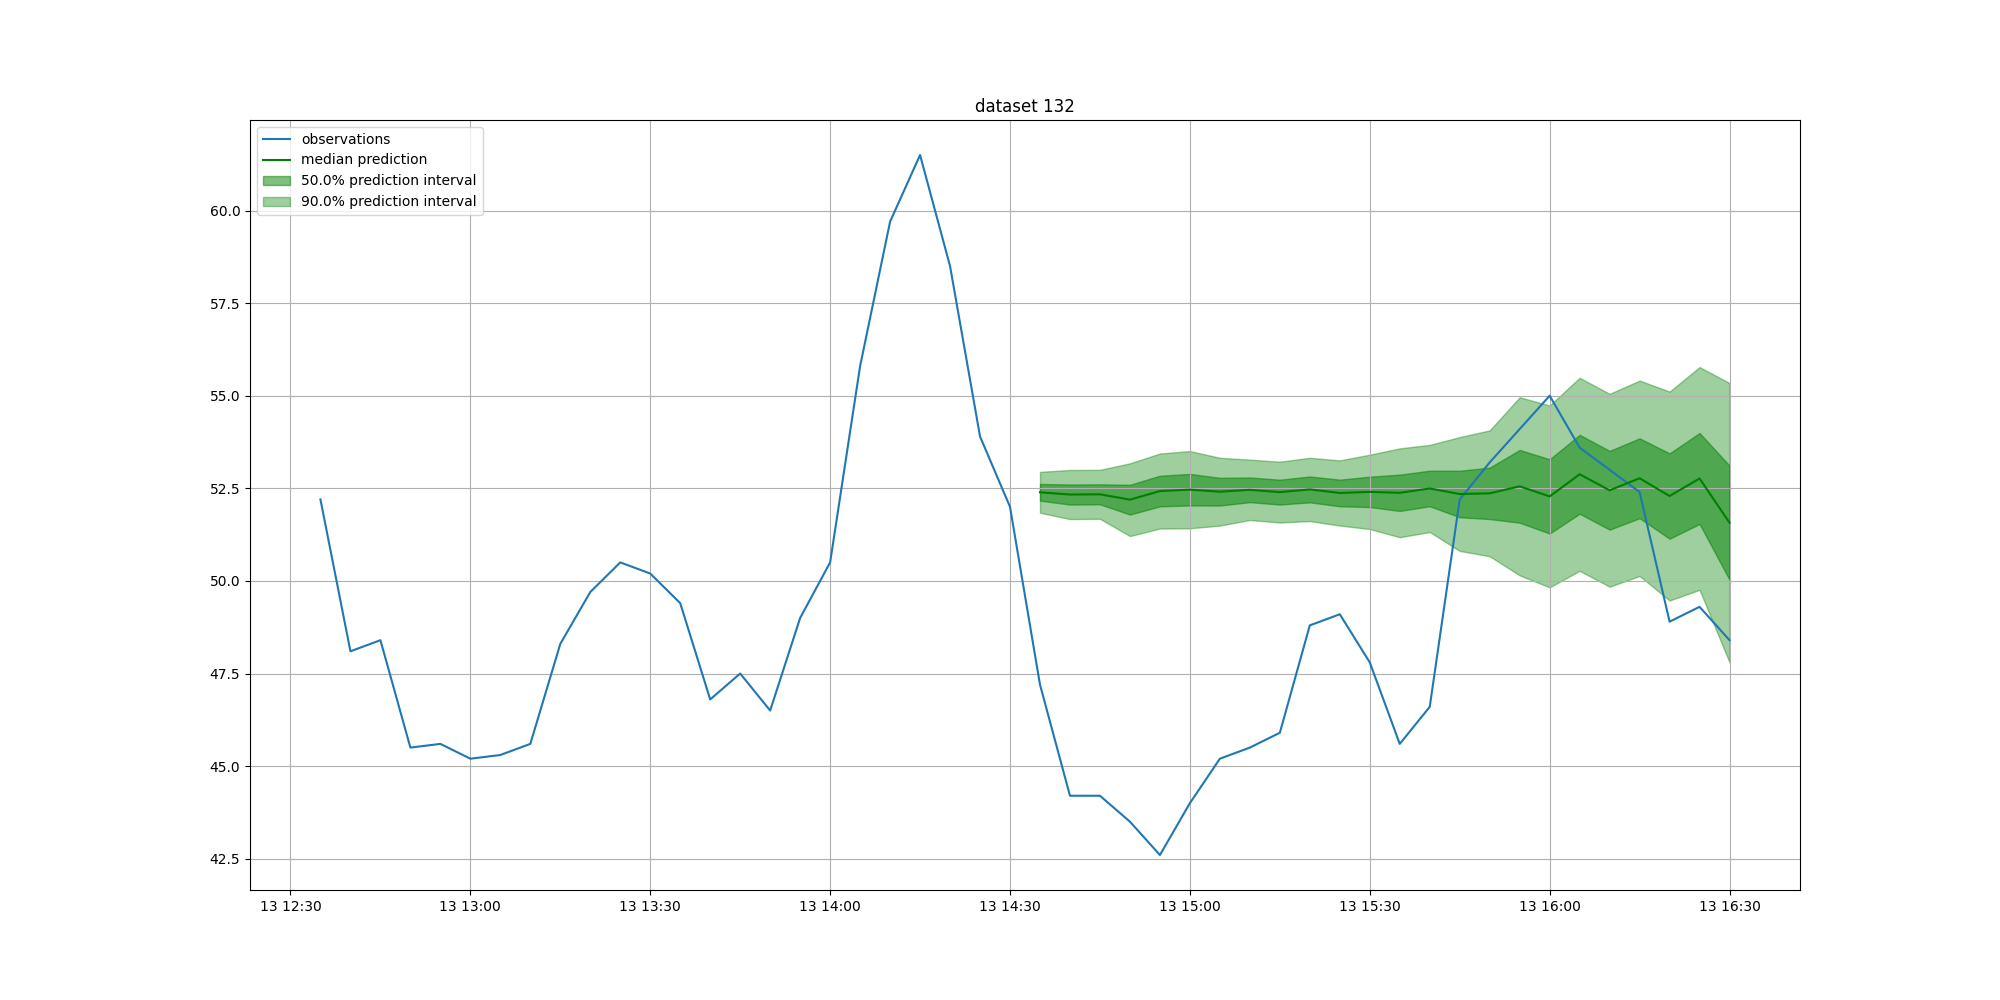 dataset 132
observations
median prediction
50.0% prediction interval
90.0% prediction interval
60.0
57.5
55.0
52.5
50.0
47.5
45.0
42.5
13 12:30 13 13:00 13 13:30 13 14:00 13 14:30 13 15:00 13 15:30 13 16:00 13 16:30